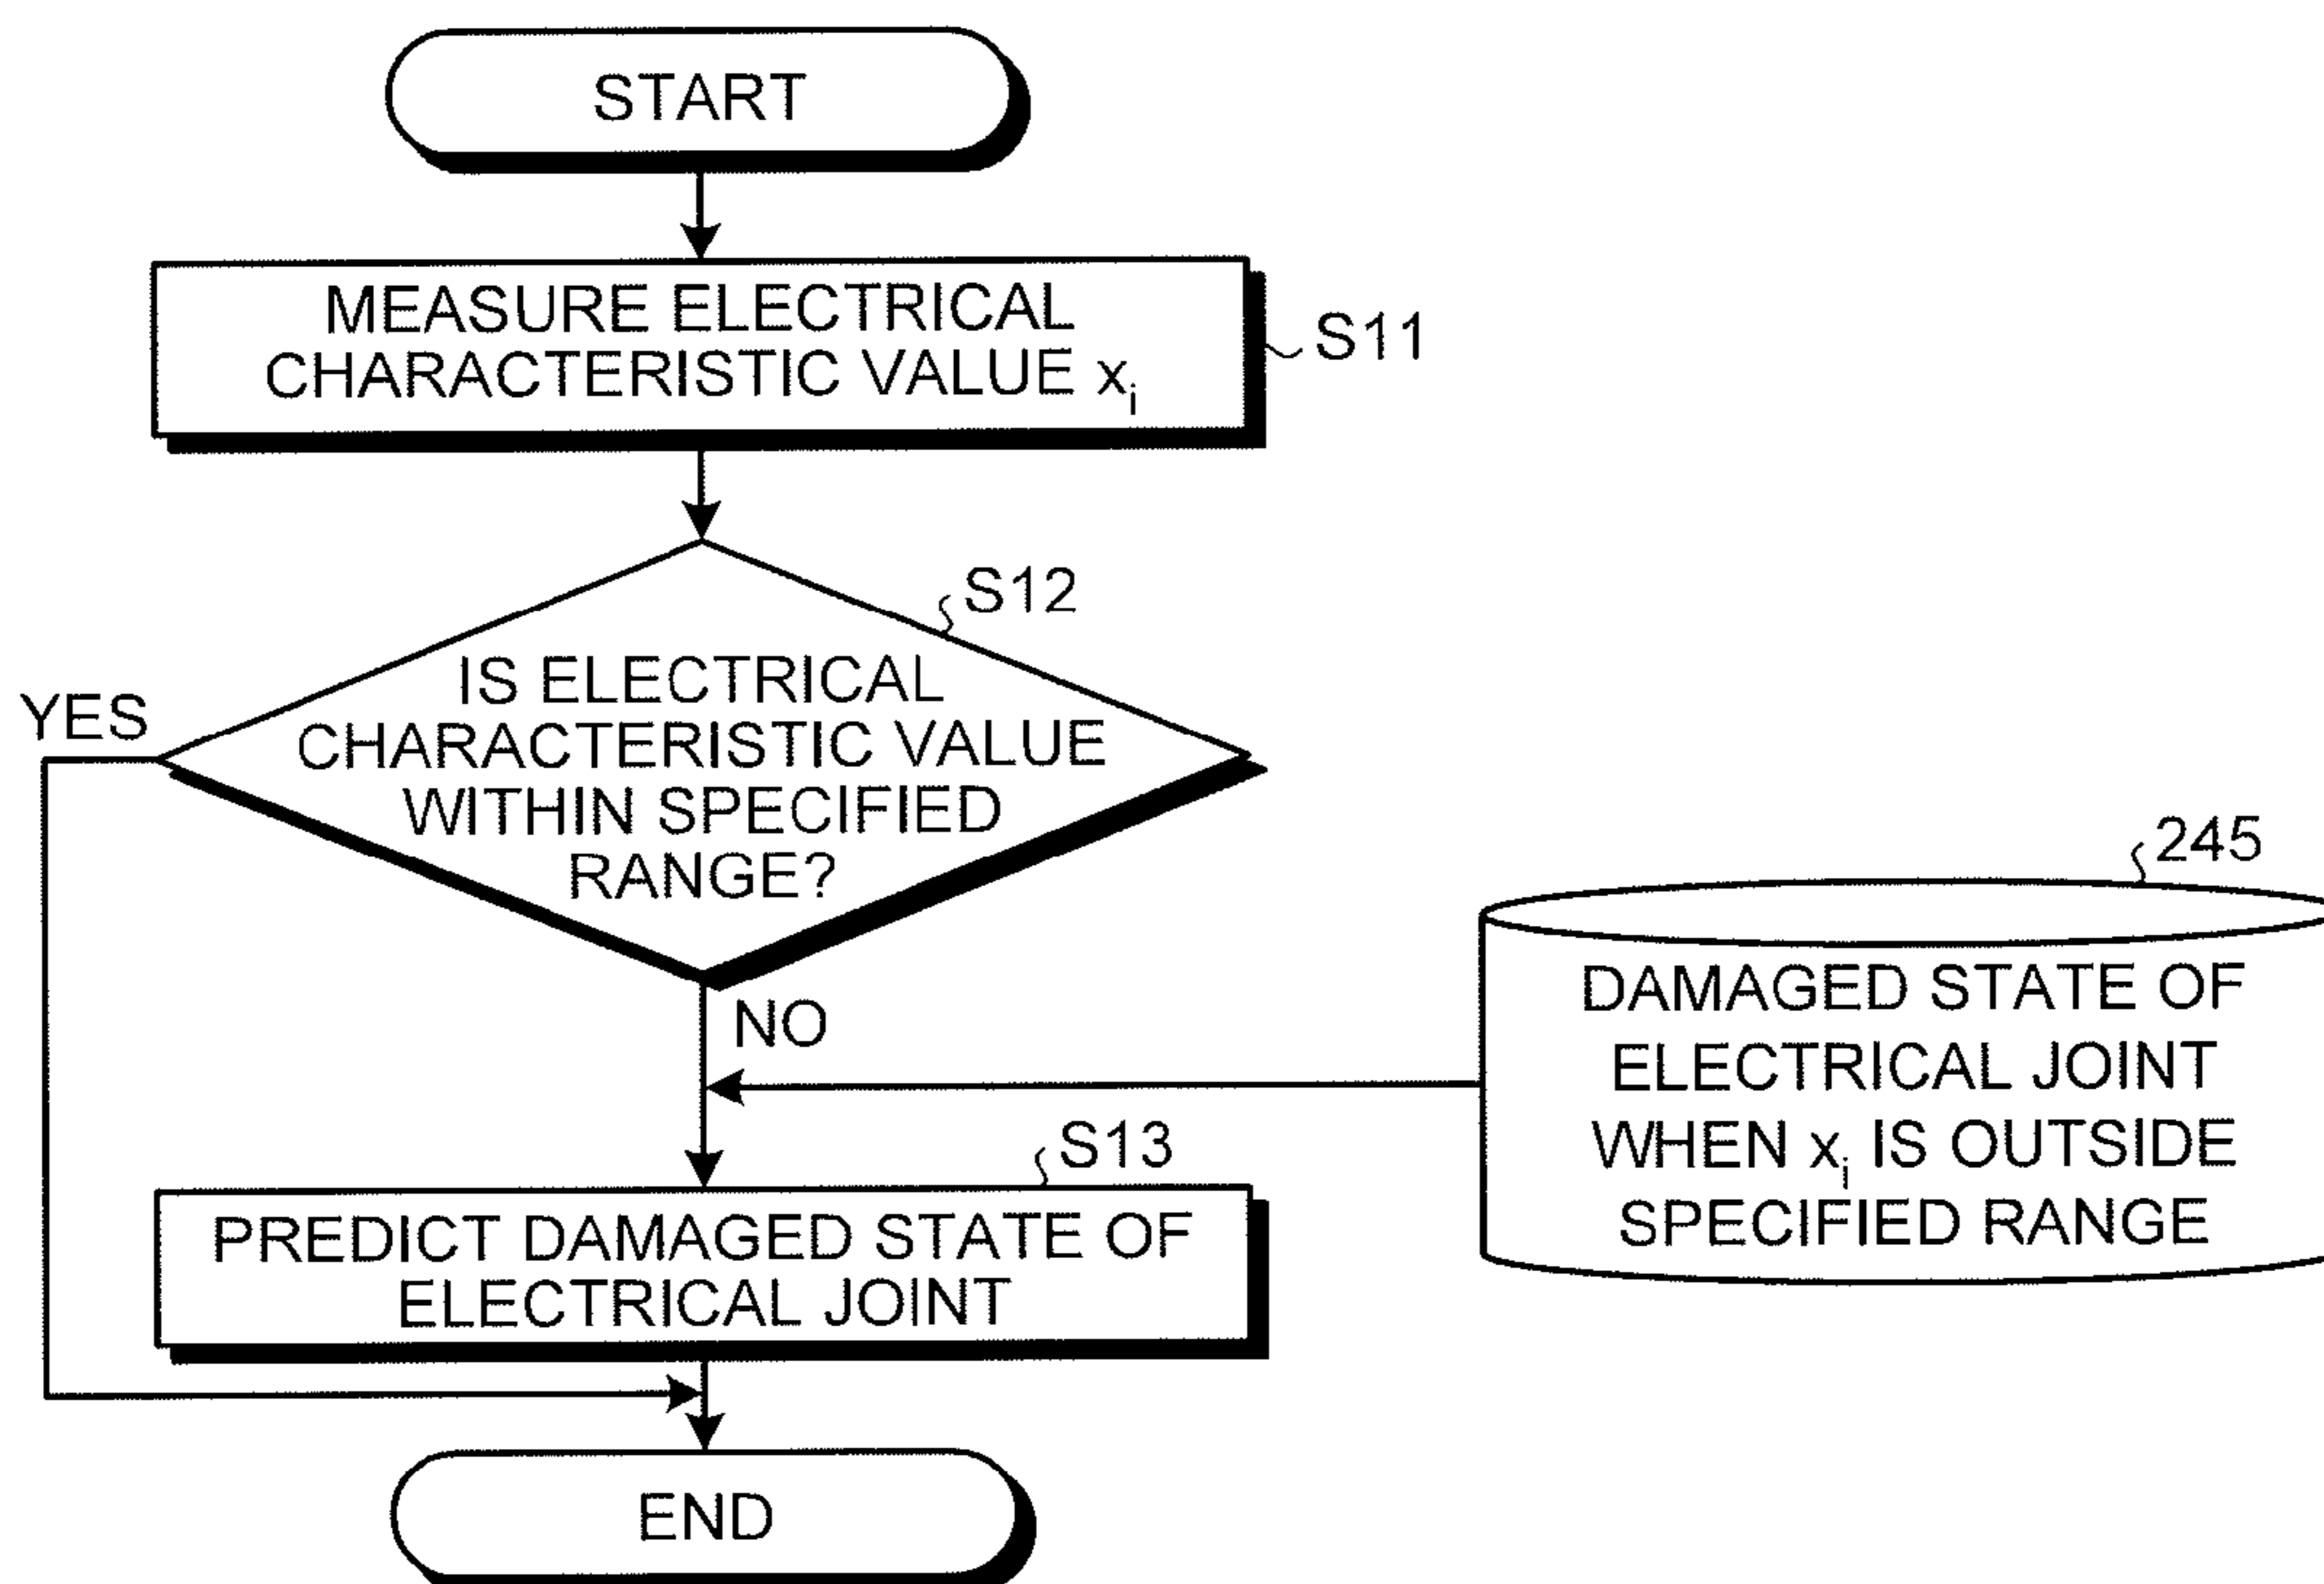 START
MEASURE ELECTRICAL
CHARACTERISTIC VALUE xi
S11
S12
IS ELECTRICAL
CHARACTERISTIC VALUE
WITHIN SPECIFIED
RANGE?
YES
NO
245
DAMAGED STATE OF
ELECTRICAL JOINT
WHEN xi IS OUTSIDE
SPECIFIED RANGE
S13
PREDICT DAMAGED STATE OF
ELECTRICAL JOINT
END